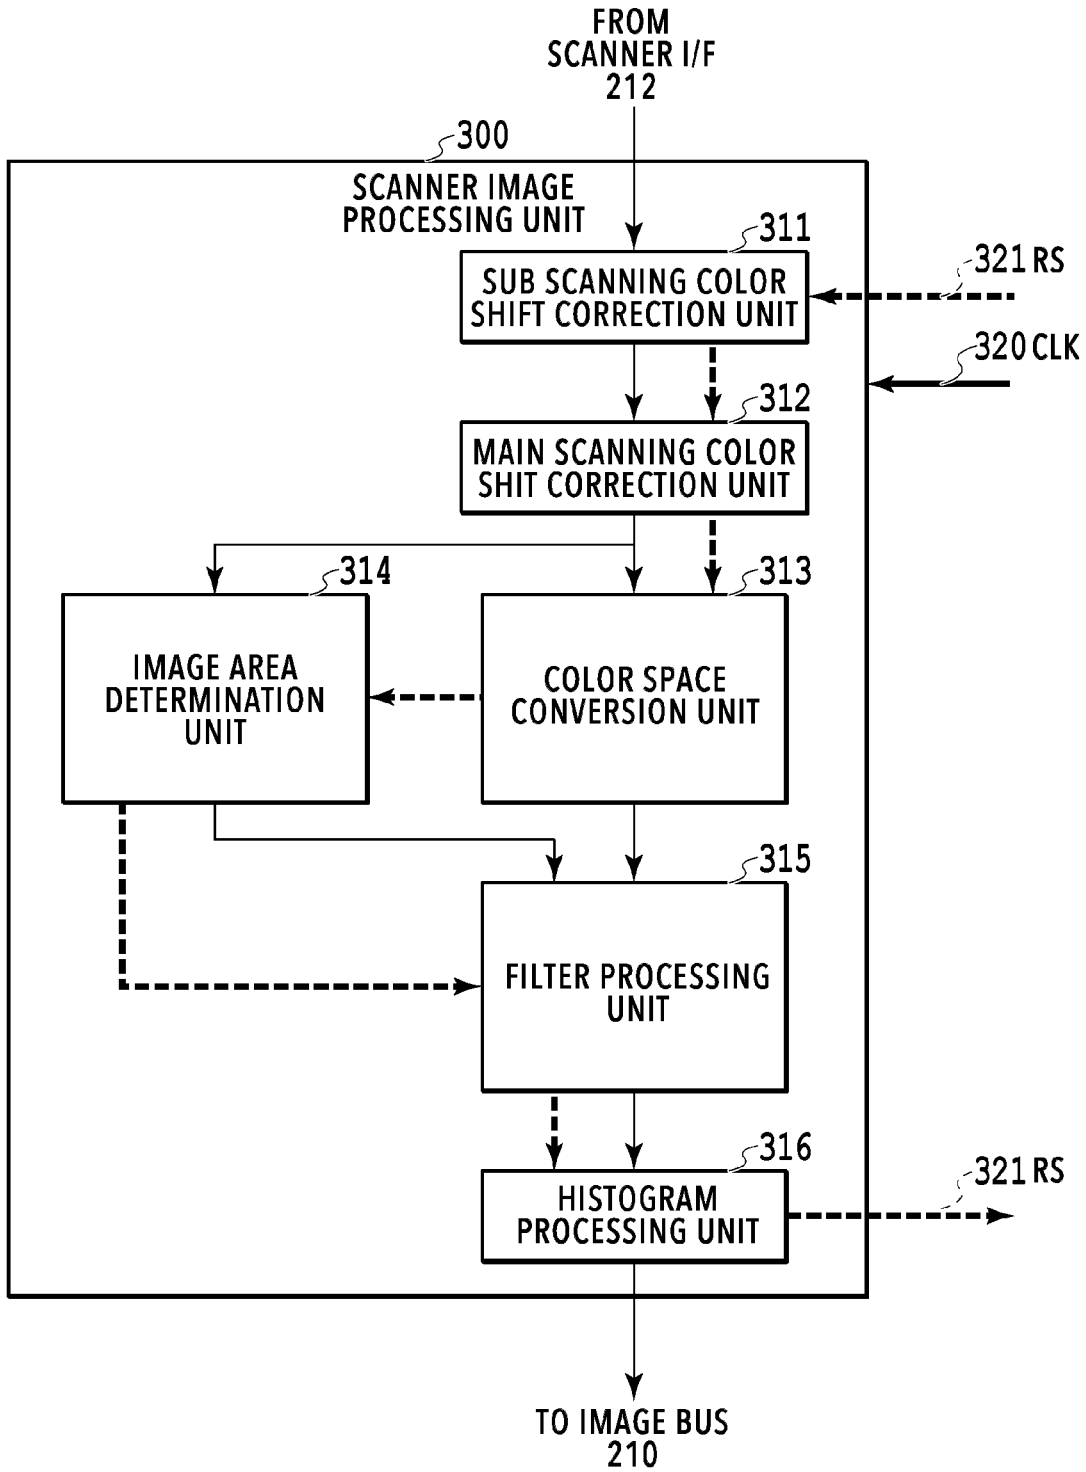 FROM
SCANNER I/F
212
300
SCANNER IMAGE
PROCESSING UNIT
311
SUB SCANNING COLOR
SHIFT CORRECTION UNIT
321 RS
320 CLK
312
MAIN SCANNING COLOR
SHIT CORRECTION UNIT
314
313
IMAGE AREA
DETERMINATION
UNIT
COLOR SPACE
CONVERSION UNIT
315
FILTER PROCESSING
UNIT
316
HISTOGRAM
PROCESSING UNIT
321 RS
TO IMAGE BUS
210